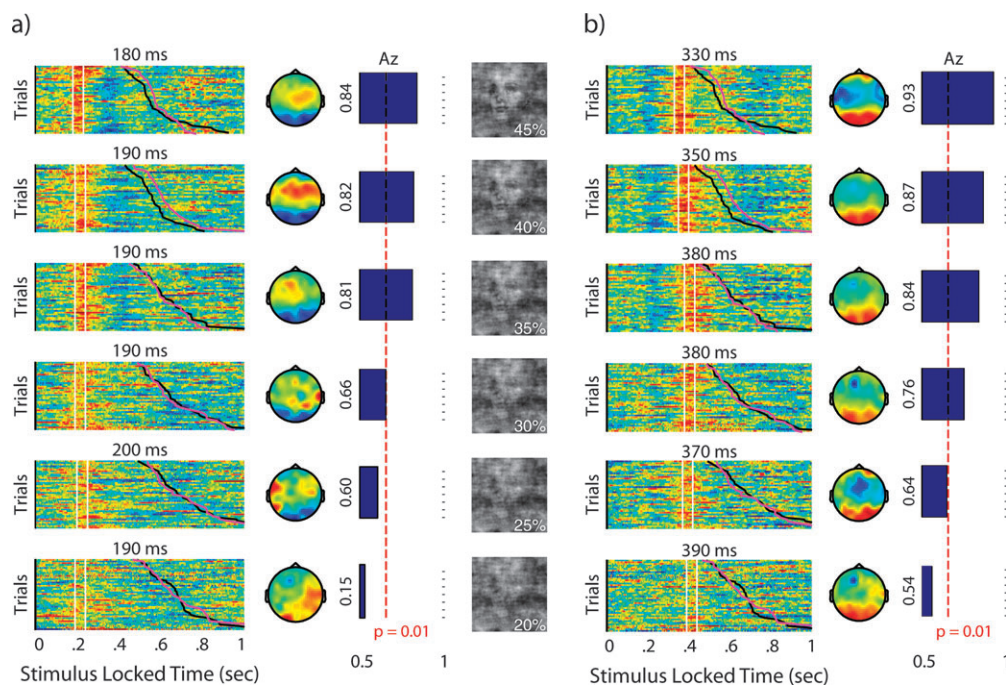 a)
180 ms
Az
Trials
0.84
45%
190 ms
Trials
0.82
40%
190 ms
Trials
0.81
35%
190 ms
Trials
0.66
30%
200 ms
Trials
0.60
25%
190 ms
Trials
0.15
20%
p = 0.01
0 .2 .4 .6 .8 1
0.5 1
Stimulus Locked Time (sec)
b)
330 ms
Az
Trials
0.93
350 ms
Trials
0.87
380 ms
Trials
0.84
380 ms
Trials
0.76
370 ms
Trials
0.64
390 ms
Trials
0.54
p = 0.01
0 .2 .4 .6 .8 1
0.5 1
Stimulus Locked Time (sec)